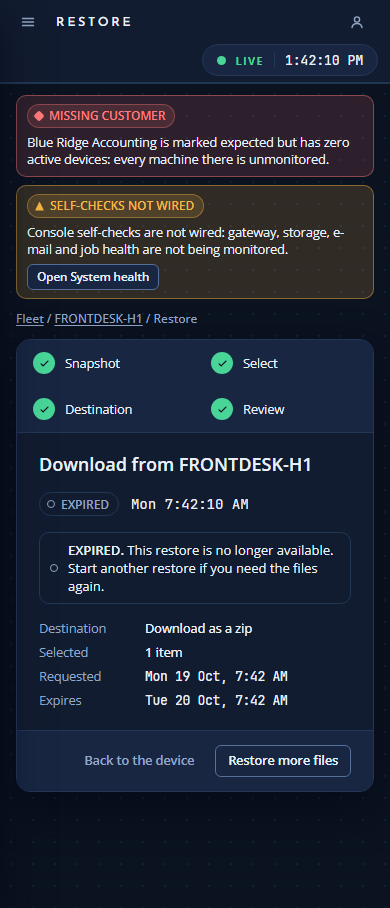 RESTORE
LIVE
1:42:10 PM
MISSING CUSTOMER
Blue Ridge Accounting is marked expected but has zero
active devices: every machine there is unmonitored.
SELF-CHECKS NOT WIRED
Console self-checks are not wired: gateway, storage, e-
mail and job health are not being monitored.
Open System health
Fleet / FRONTDESK-H1 / Restore
Snapshot
Select
Destination
Review
Download from FRONTDESK-H1
EXPIRED
Mon 7:42:10 AM
EXPIRED. This restore is no longer available.
Start another restore if you need the files
again.
Destination
Download as a zip
Selected
1 item
Requested
Mon 19 Oct, 7:42 AM
Expires
Tue 20 Oct, 7:42 AM
Back to the device
Restore more files